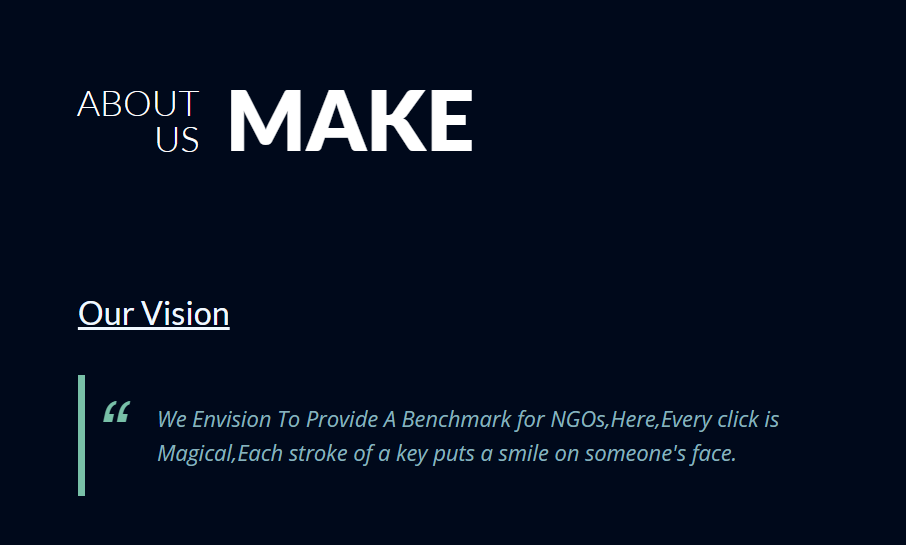 ABOUT
US
MAKE
Our Vision
“
We Envision To Provide A Benchmark for NGOs,Here,Every click is
Magical,Each stroke of a key puts a smile on someone's face.